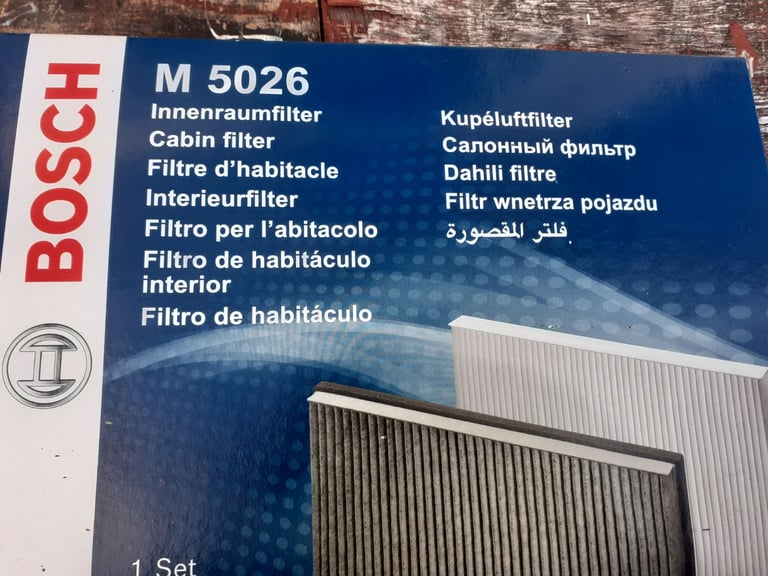 BOSCH
M 5026
Innenraumfilter
Cabin filter
Filtre d'habitacle
Interieurfilter
Filtro per l'abitacolo
Filtro de habitáculo
interior
Filtro de habitáculo
Kupéluftfilter
Салонный фильтр
Dahili filtre
Filtr wnetrza pojazdu
فلتر المقصورة.
1 Set